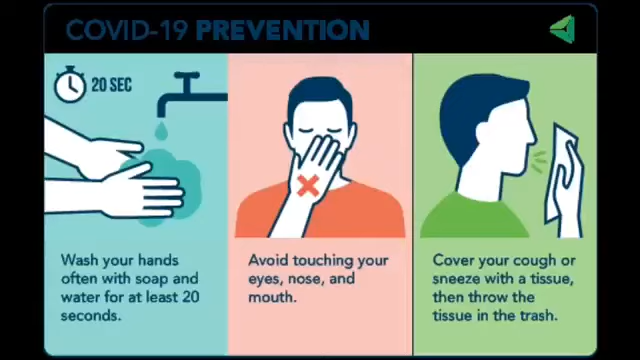 COVID-19 PREVENTION
20 SEC
Wash your hands
often with soap and
water for at least 20
seconds.
Avoid touching your
eyes, nose, and
mouth.
Cover your cough or
sneeze with a tissue,
then throw the
tissue in the trash.